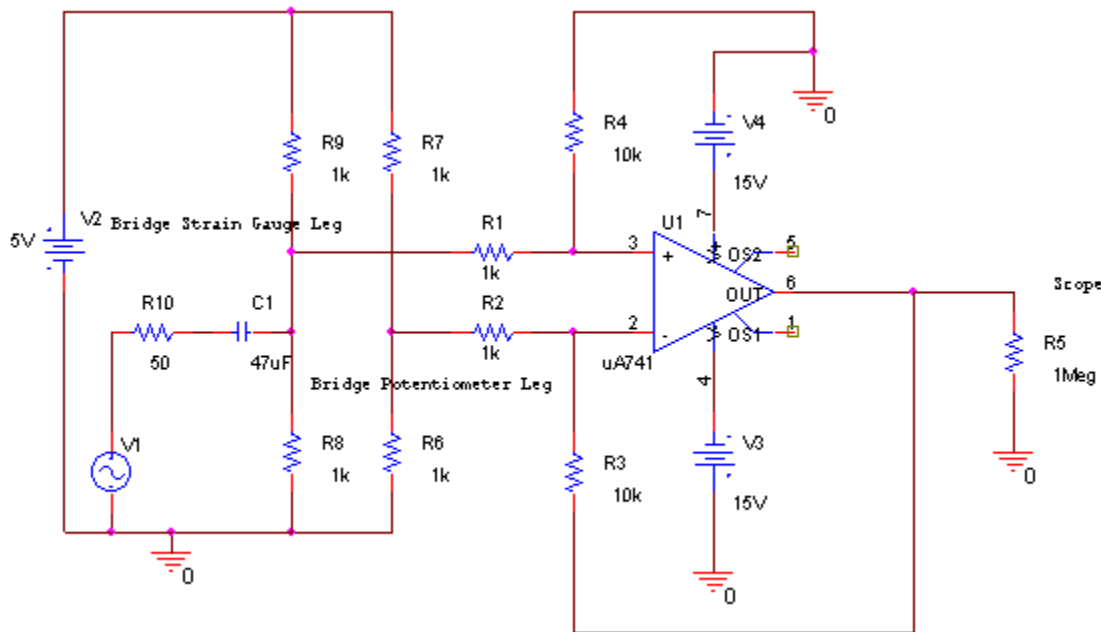 R9
1k
R7
1k
R4
10k
V4
15V
0
V2
5V
Bridge Strain Gauge Leg
R1
1k
7
U1
3
+
OS2
5
R10
50
C1
47uF
R2
1k
2
-
OUT
6
OS1
1
uA741
4
Scope
R5
1Meg
0
Bridge Potentiometer Leg
V1
R8
1k
R6
1k
R3
10k
V3
15V
0
0